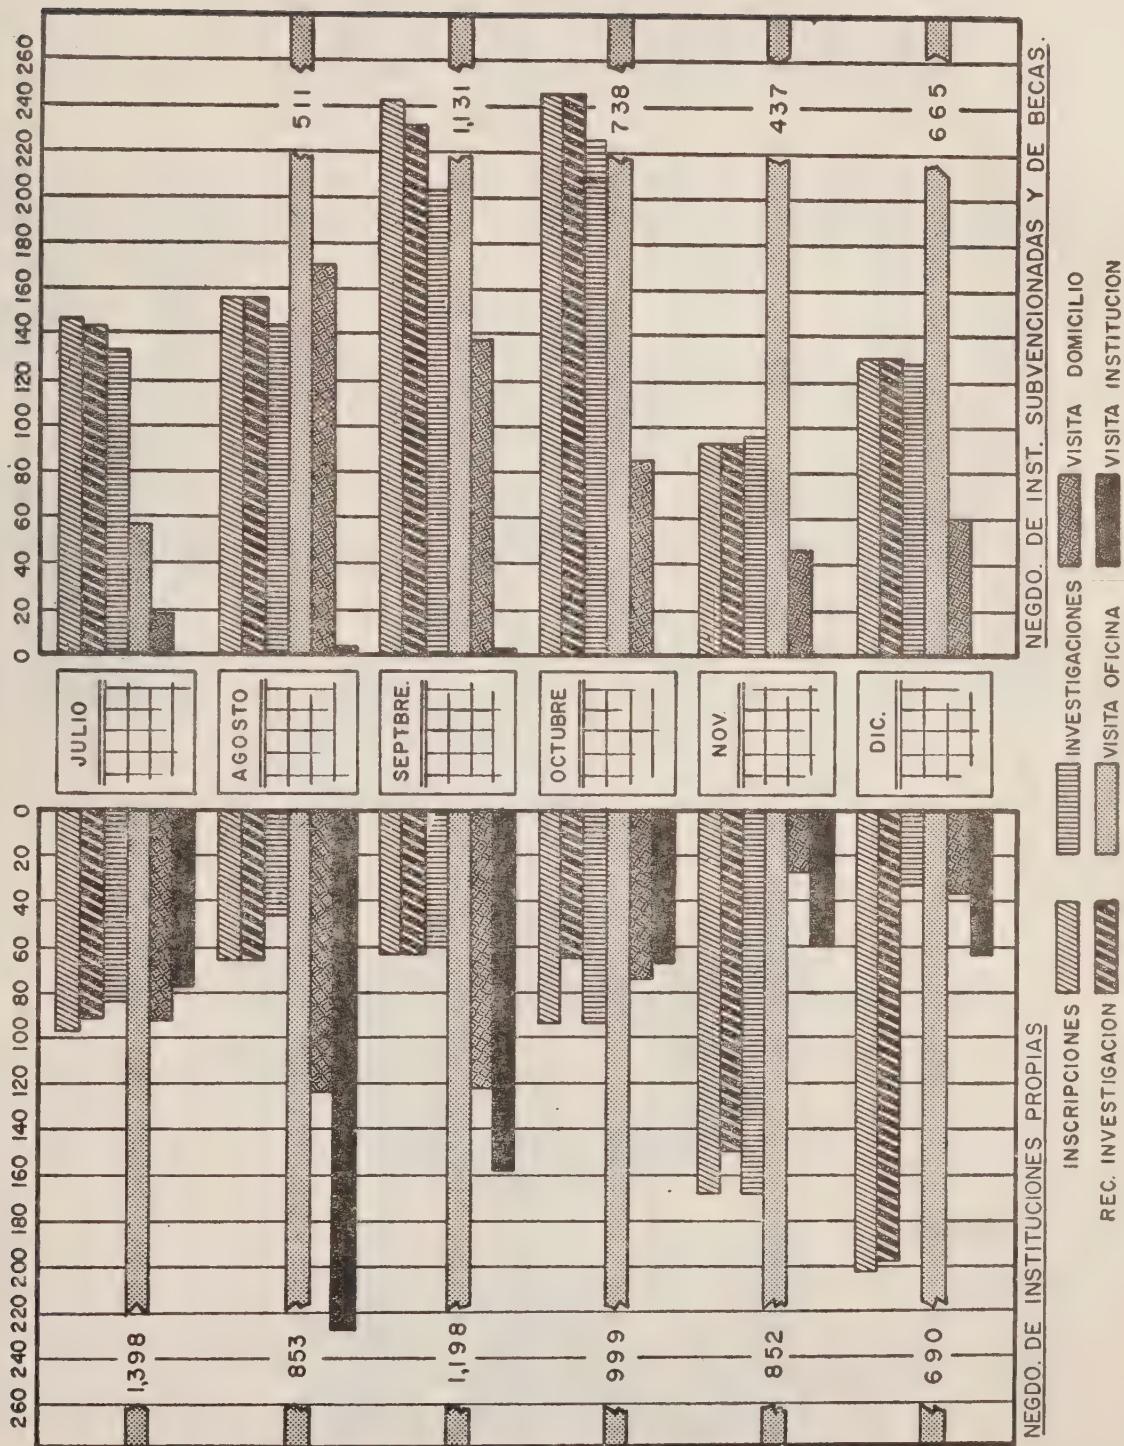 260 240 220 200 180 160 140 120 100 80 60 40 20 0
0 20 40 60 80 100 120 140 160 180 200 220 240 260
1,398
JULIO
853
AGOSTO
511
1,198
SEPTBRE.
1,131
999
OCTUBRE
738
852
NOV.
437
690
DIC.
665
NEGDO. DE INSTITUCIONES PROPIAS
NEGDO. DE INST. SUBVENCIONADAS Y DE BECAS.
INSCRIPCIONES
INVESTIGACIONES
VISITA DOMICILIO
REC. INVESTIGACION
VISITA OFICINA
VISITA INSTITUCION